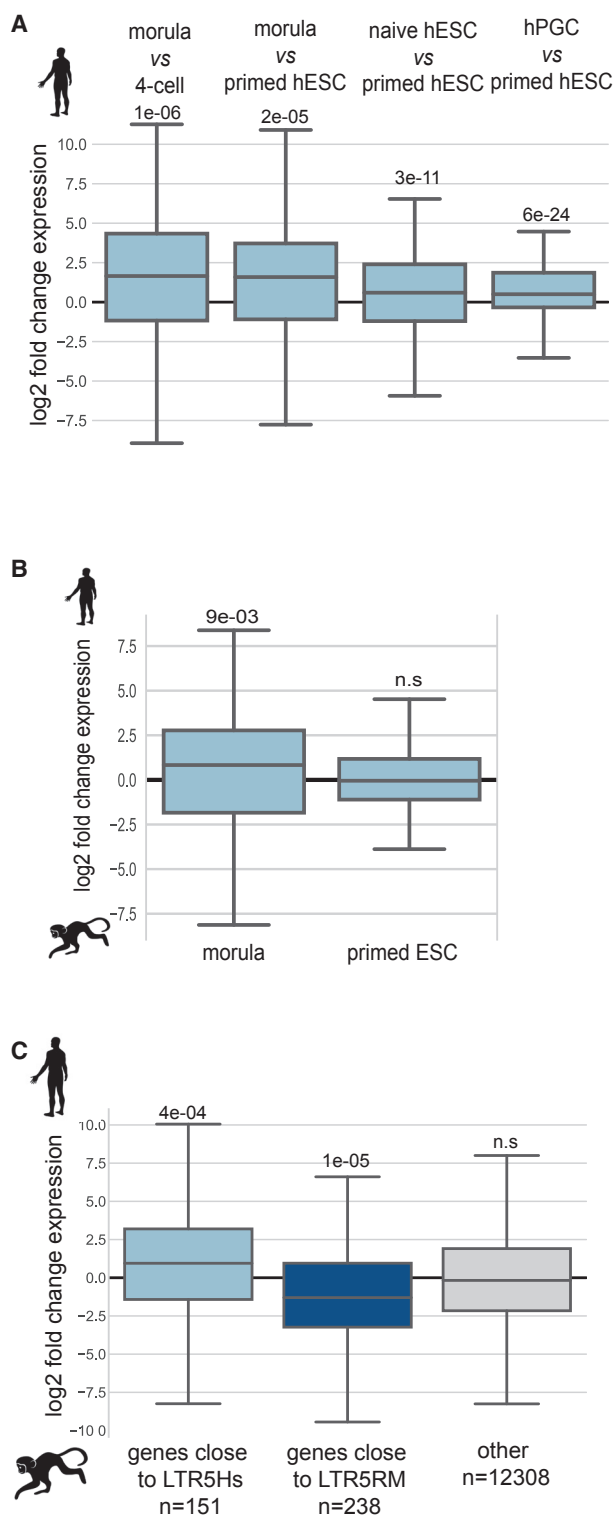 A
morula
vs
4-cell
morula
vs
primed hESC
naive hESC
vs
primed hESC
hPGC
vs
primed hESC
1e-06
2e-05
3e-11
6e-24
log2 fold change expression
10.0
7.5
5.0
2.5
0.0
−2.5
−5.0
−7.5
B
9e-03
n.s
log2 fold change expression
7.5
5.0
2.5
0.0
−2.5
−5.0
−7.5
morula
primed ESC
C
4e-04
1e-05
n.s
log2 fold change expression
10.0
7.5
5.0
2.5
0.0
−2.5
−5.0
−7.5
−10 0
genes close
to LTR5Hs
n=151
genes close
to LTR5RM
n=238
other
n=12308